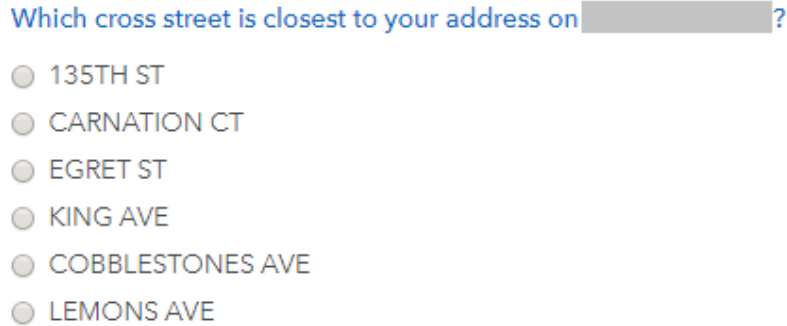 Which cross street is closest to your address on ?
135TH ST
CARNATION CT
EGRET ST
KING AVE
COBBLESTONES AVE
LEMONS AVE